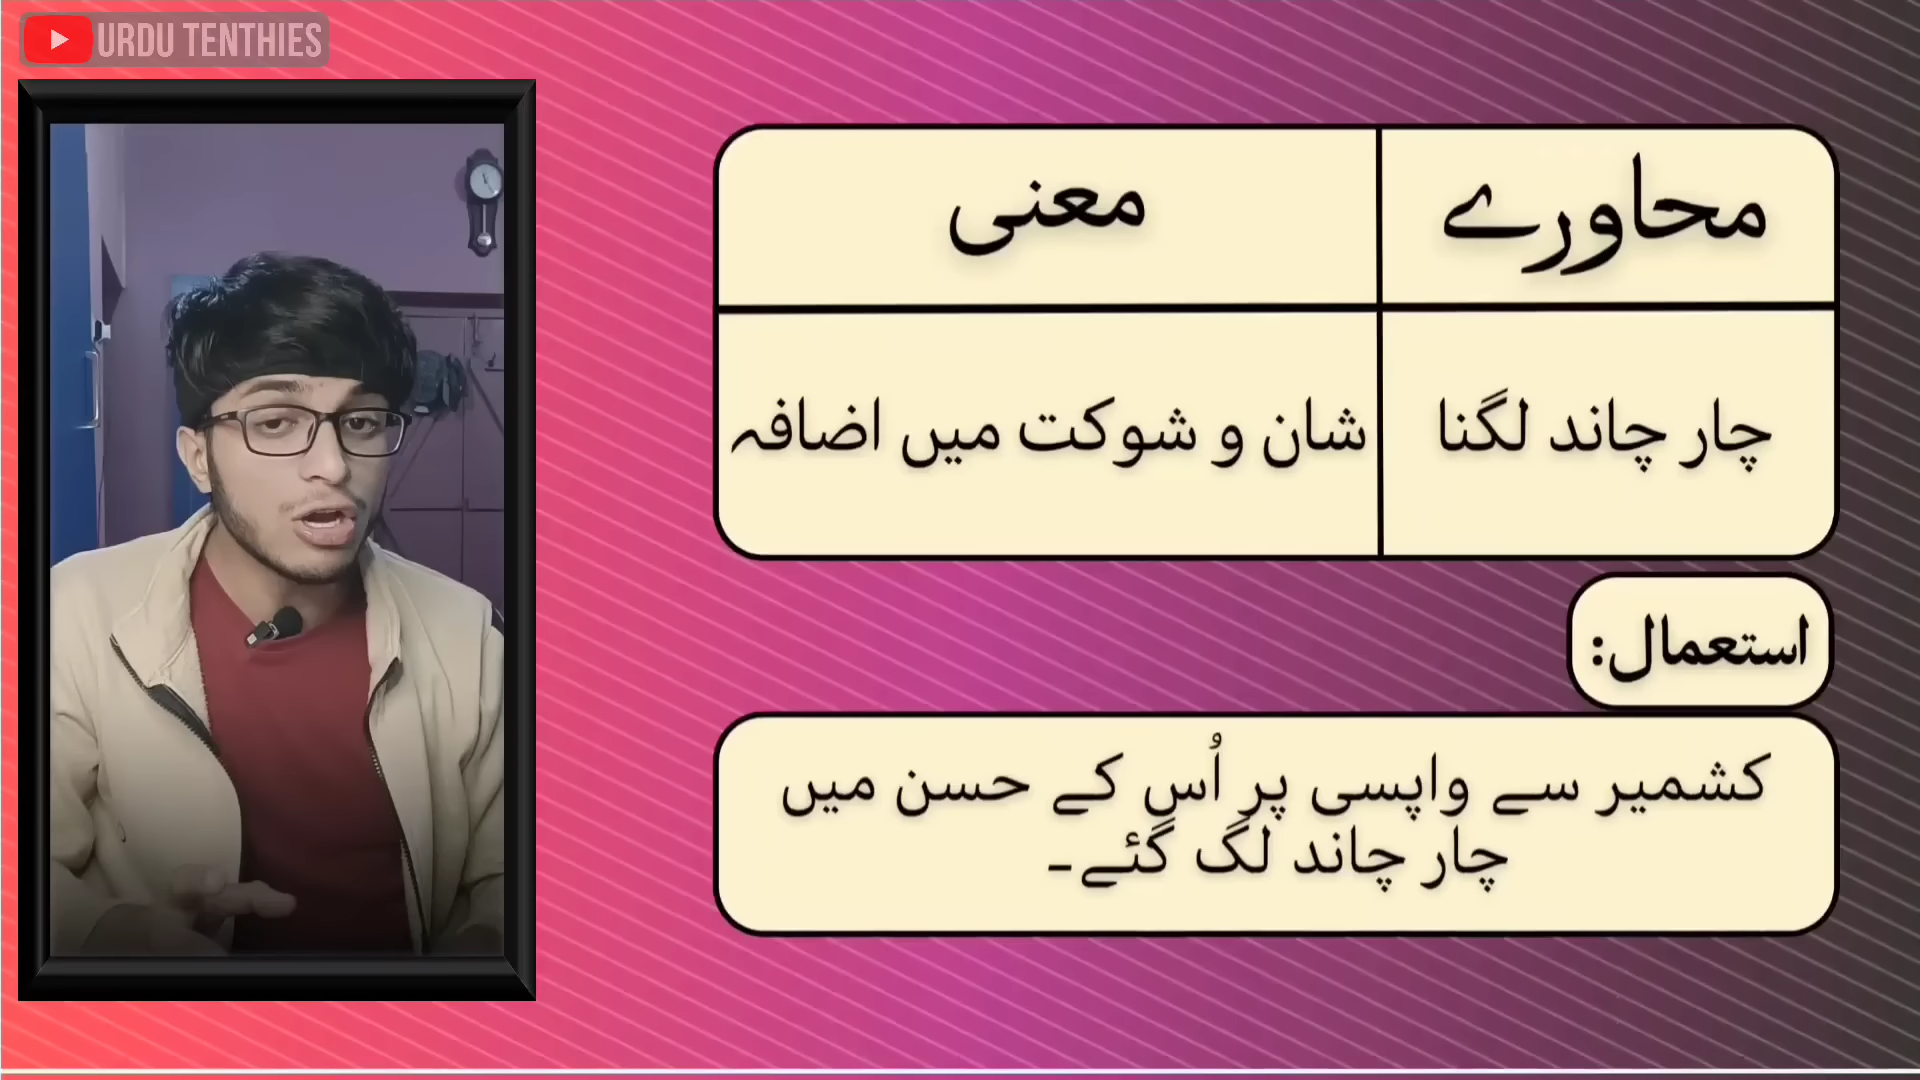 URDU TENTHIES
محاورے
معنی
چار چاند لگنا
شان و شوکت میں اضافہ
استعمال:
کشمیر سے واپسی پر اُس کے حسن میں
چار چاند لگ گئے۔